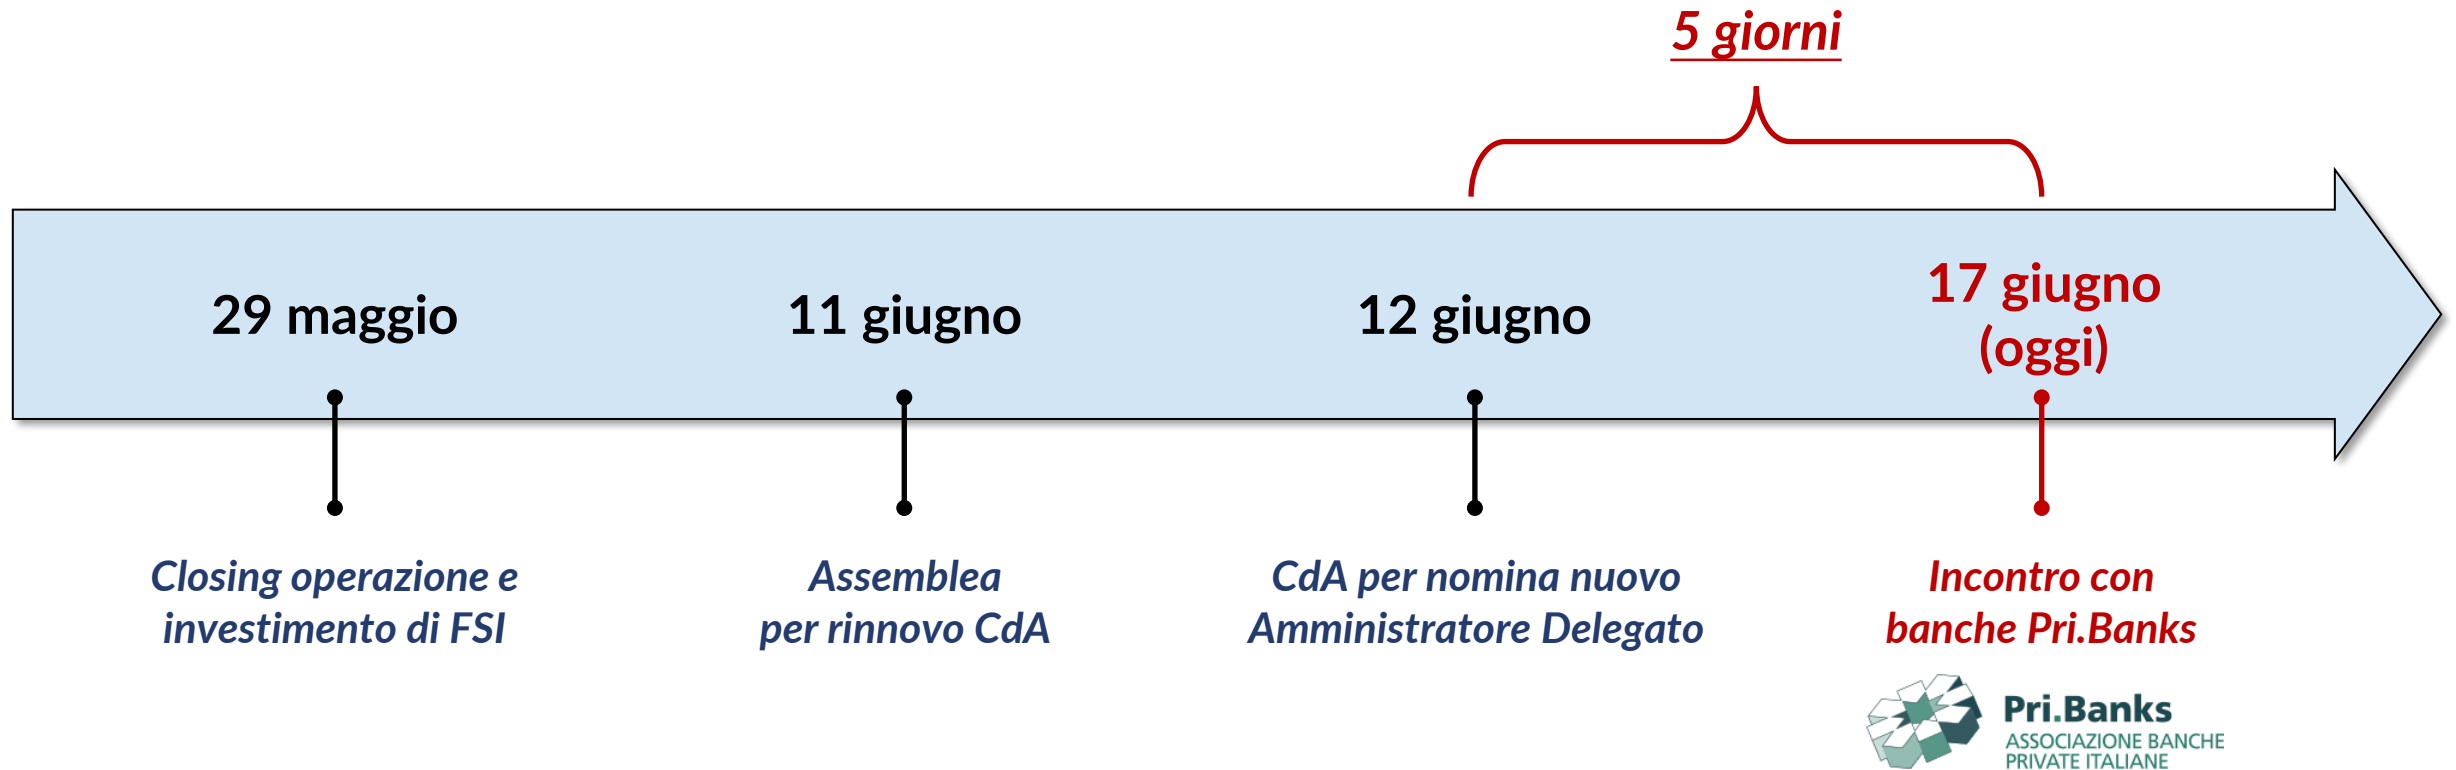 5 giorni
29 maggio
11 giugno
12 giugno
17 giugno
(oggi)
Closing operazione e
investimento di FSI
Assemblea
per rinnovo CdA
CdA per nomina nuovo
Amministratore Delegato
Incontro con
banche Pri.Banks
Pri.Banks
ASSOCIAZIONE BANCHE
PRIVATE ITALIANE